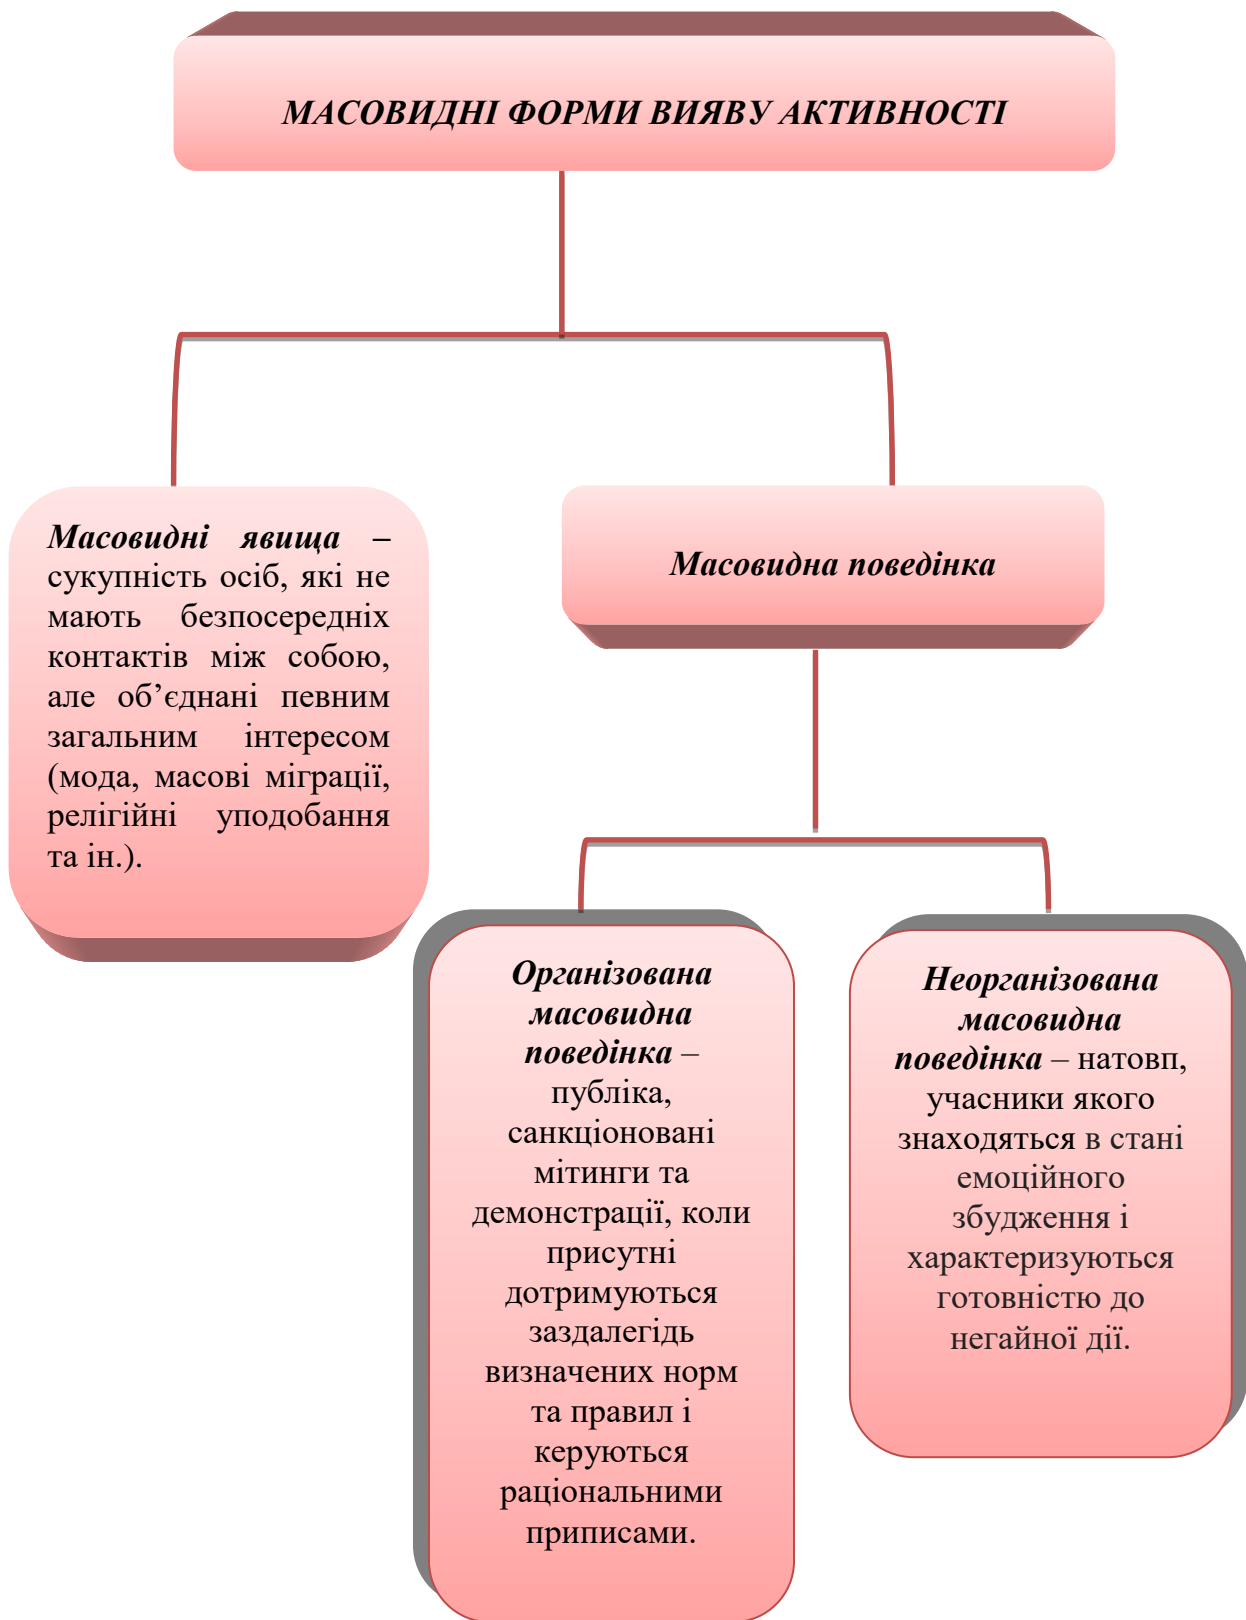 МАСОВИДНІ ФОРМИ ВИЯВУ АКТИВНОСТІ
Масовидні явища –
сукупність осіб, які не
мають безпосередніх
контактів між собою,
але об’єднані певним
загальним інтересом
(мода, масові міграції,
релігійні уподобання
та ін.).
Масовидна поведінка
Організована
масовидна
поведінка –
публіка,
санкціоновані
мітинги та
демонстрації, коли
присутні
дотримуються
заздалегідь
визначених норм
та правил і
керуються
раціональними
приписами.
Неорганізована
масовидна
поведінка – натовп,
учасники якого
знаходяться в стані
емоційного
збудження і
характеризуються
готовністю до
негайної дії.